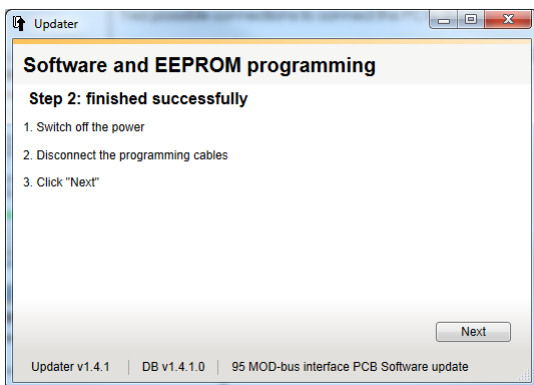 Updater
Software and EEPROM programming
Step 2: finished successfully
1. Switch off the power
2. Disconnect the programming cables
3. Click "Next"
Next
Updater v1.4.1 DB v1.4.1.0 95 MOD-bus interface PCB Software update